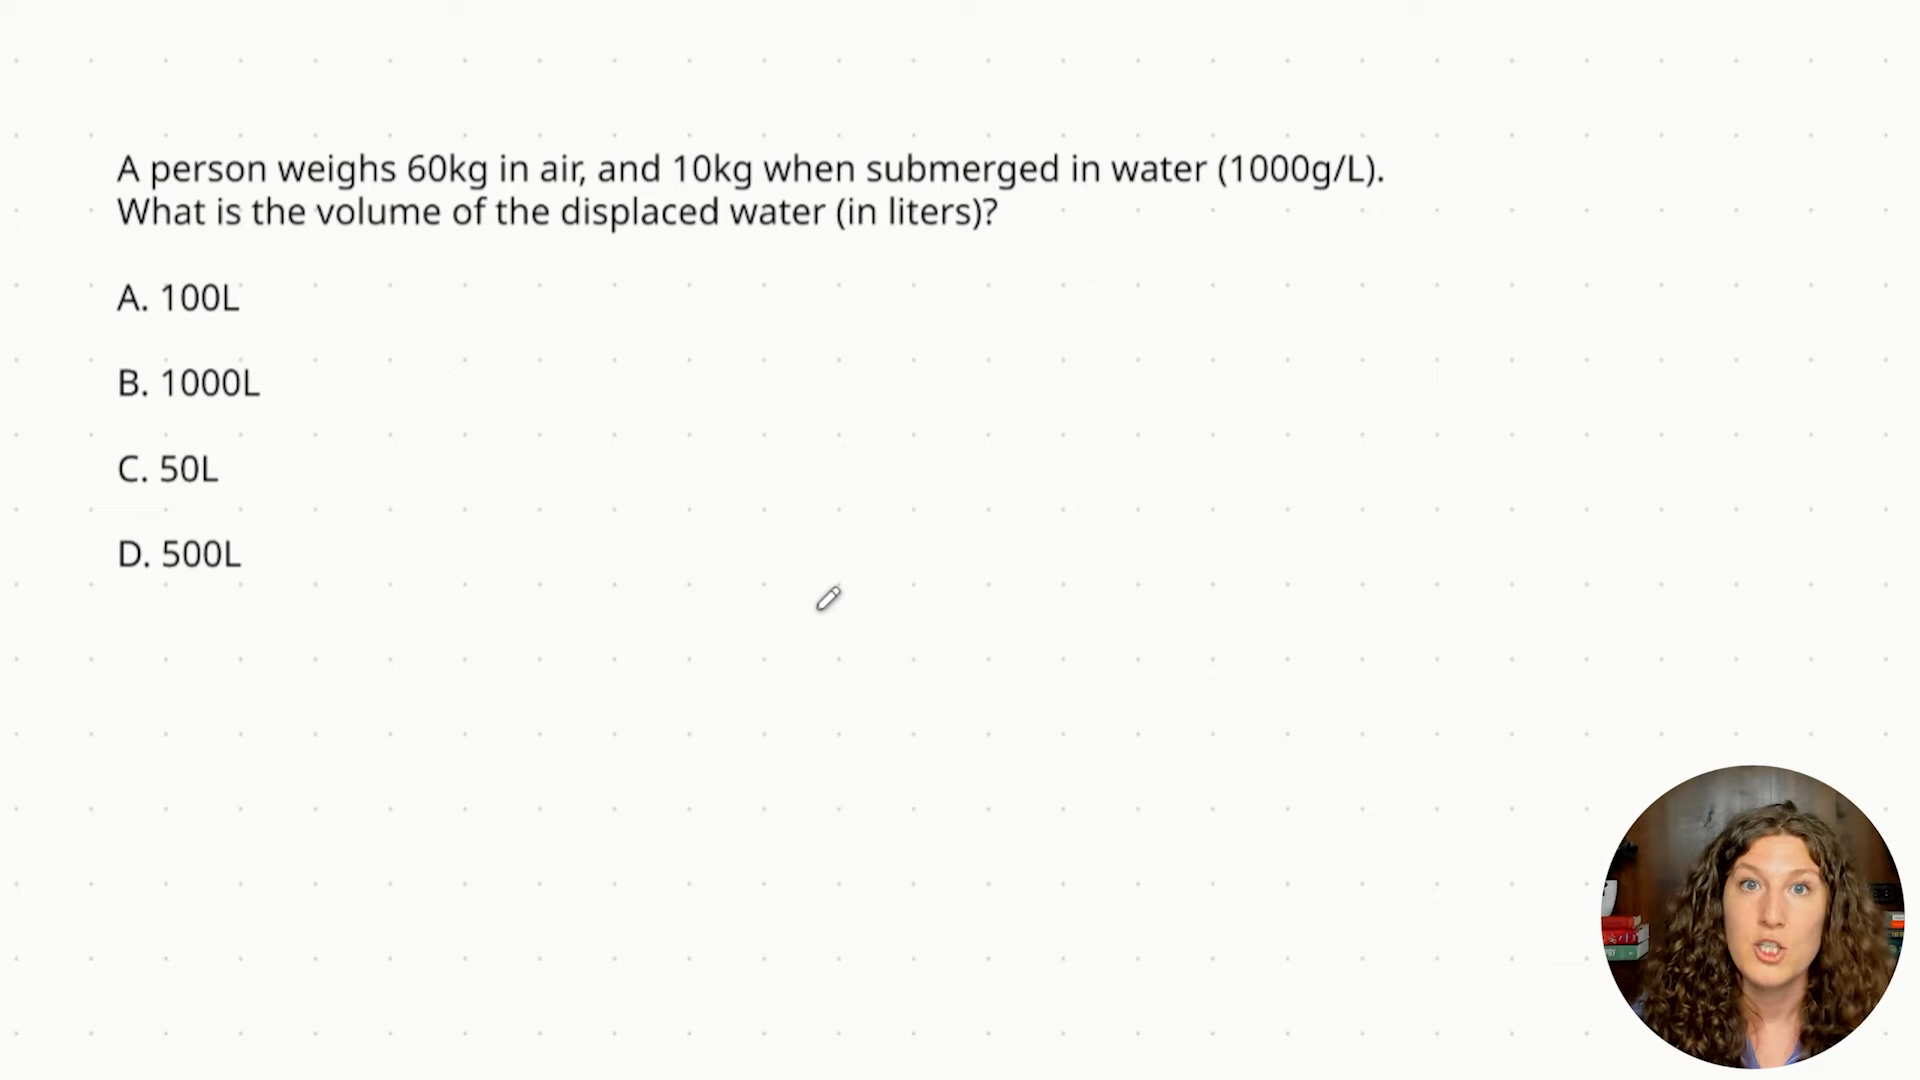 A person weighs 60kg in air, and 10kg when submerged in water (1000g/L).
What is the volume of the displaced water (in liters)?
A. 100L
B. 1000L
C. 50L
D. 500L